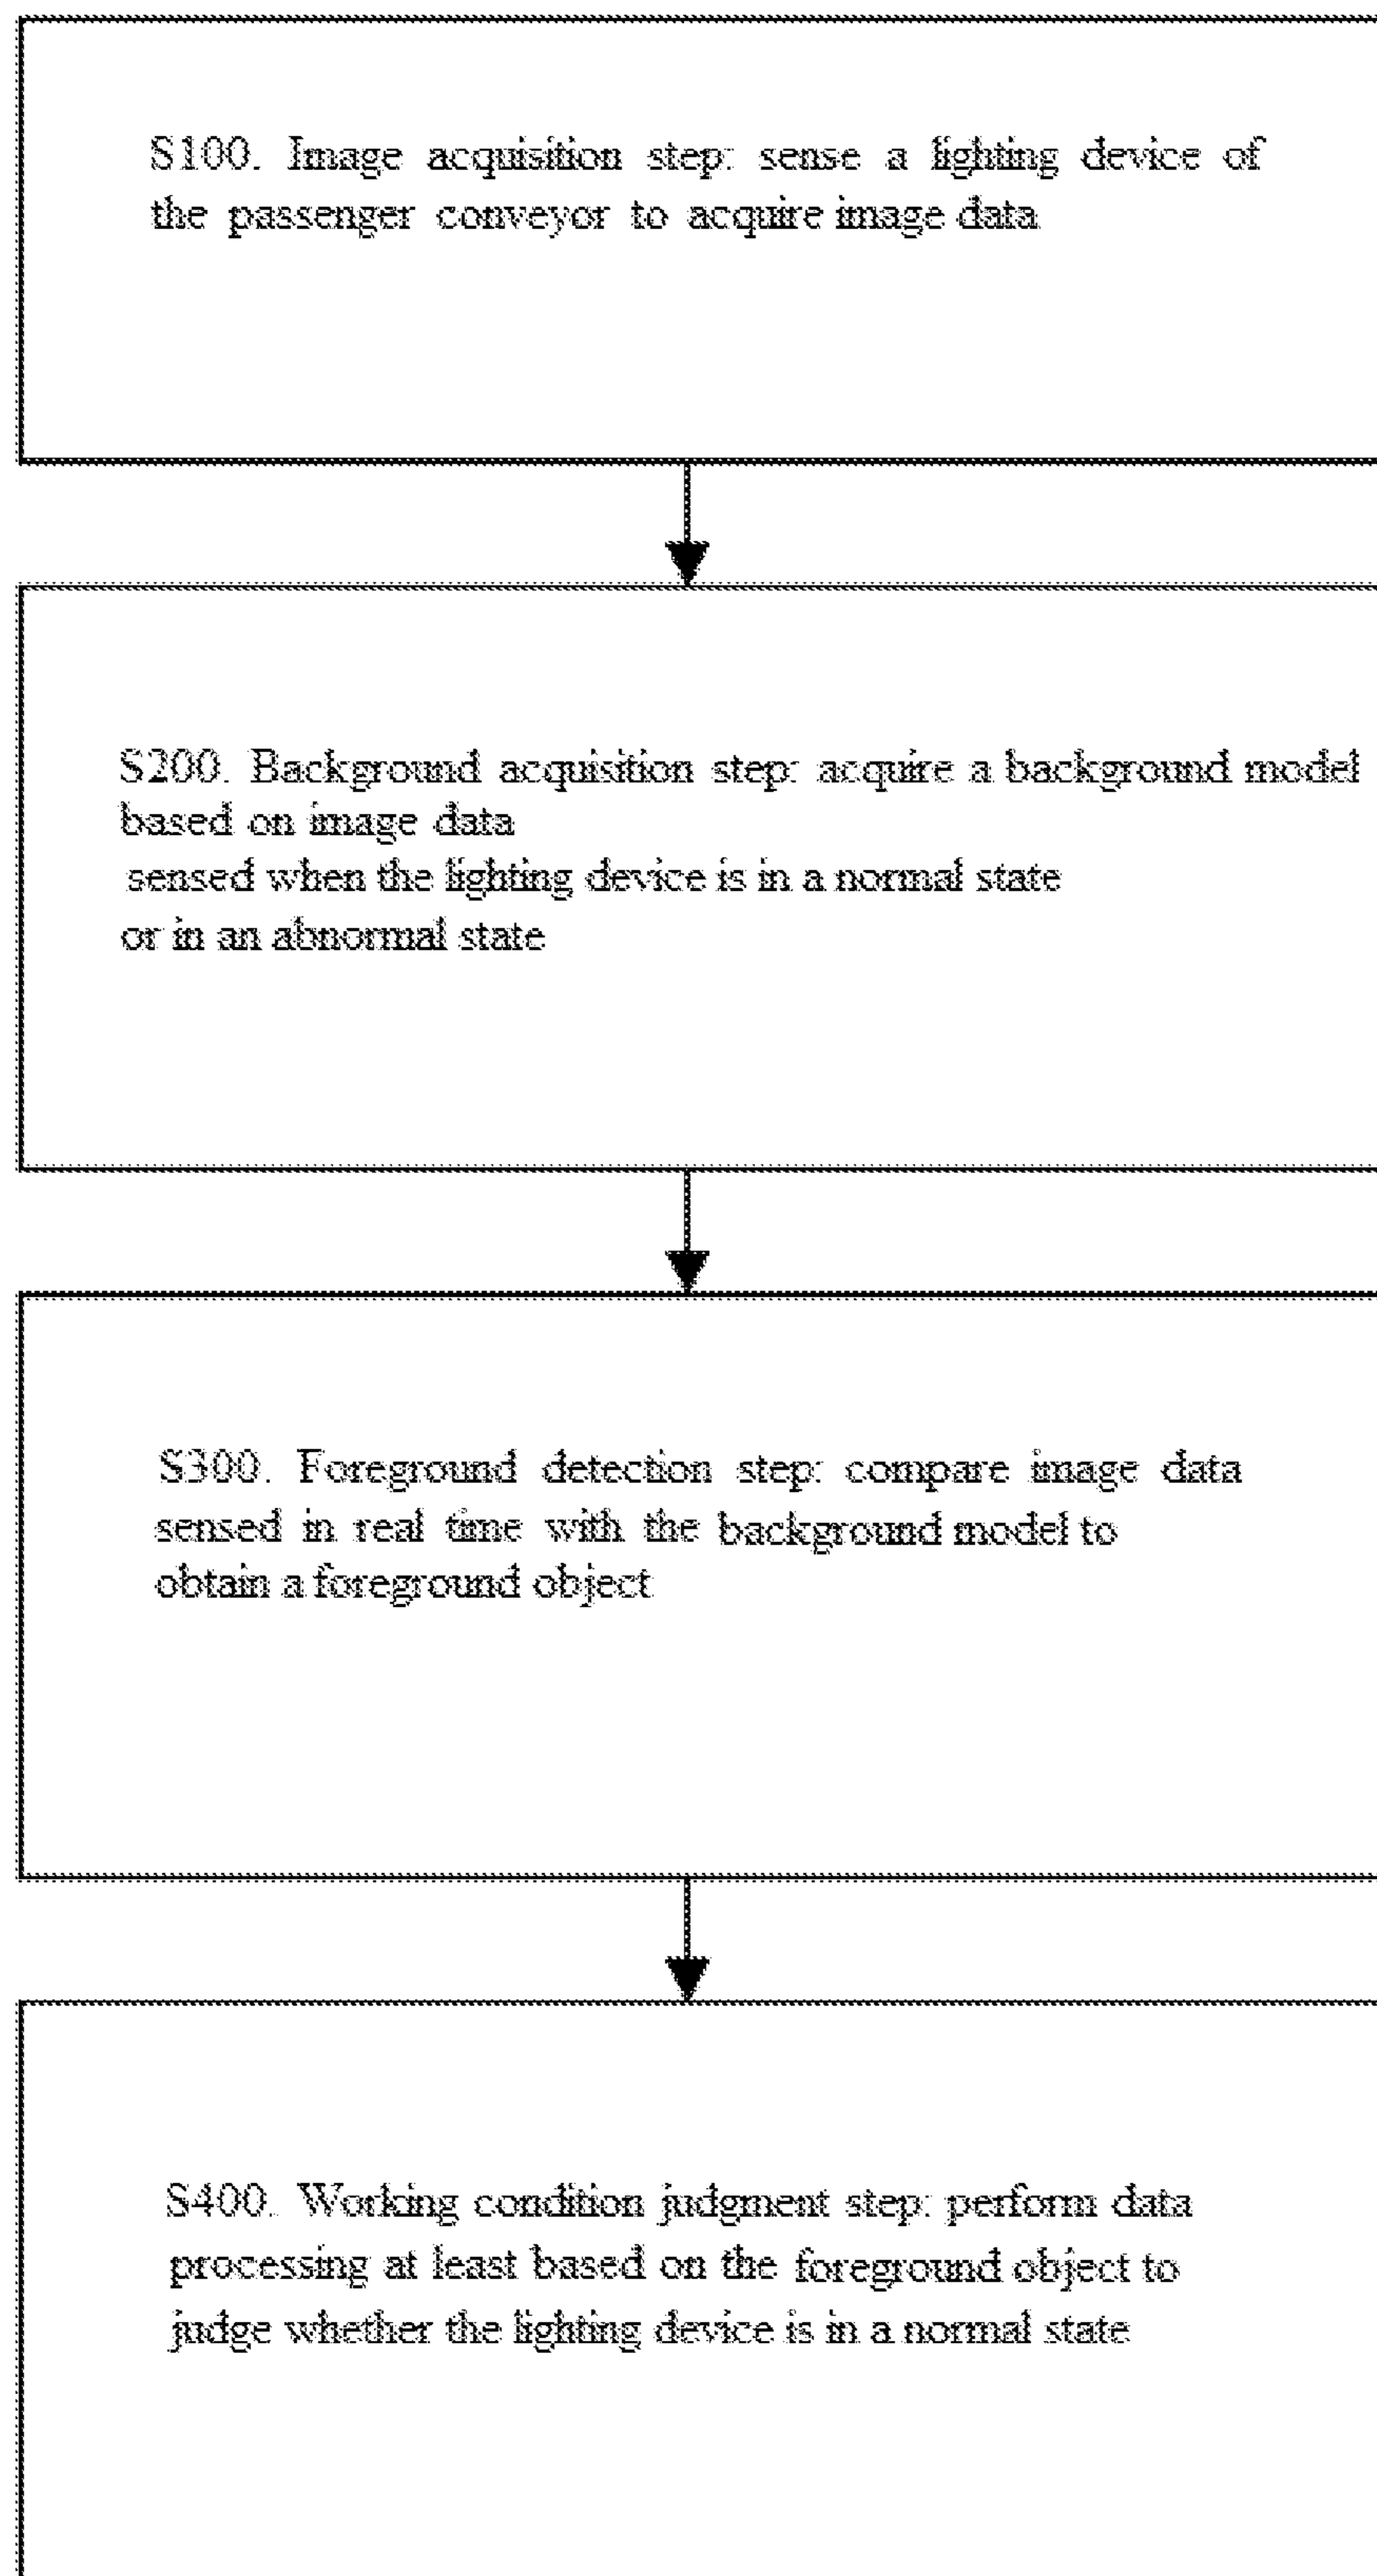 S100. Image acquisition step: sense a lighting device of
the passenger conveyor to acquire image data
S200. Background acquisition step: acquire a background model
based on image data
sensed when the lighting device is in a normal state
or in an abnormal state
S300. Foreground detection step: compare image data
sensed in real time with the background model to
obtain a foreground object
S400. Working condition judgment step: perform data
processing at least based on the foreground object to
judge whether the lighting device is in a normal state